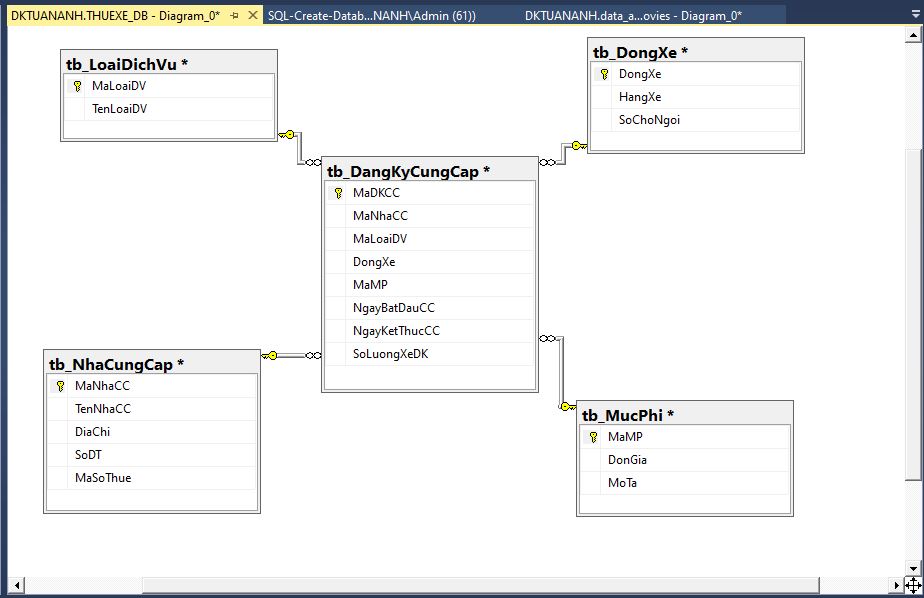 DKTUANANH.THUEXE_DB - Diagram_0*
SQL-Create-Datab...NANH\Admin (61))
DKTUANANH.data_a...ovies - Diagram_0*
tb_LoaiDichVu *
MaLoaiDV
TenLoaiDV
tb_DongXe *
DongXe
HangXe
SoChoNgoi
tb_DangKyCungCap *
MaDKCC
MaNhaCC
MaLoaiDV
DongXe
MaMP
NgayBatDauCC
NgayKetThucCC
SoLuongXeDK
tb_NhaCungCap *
MaNhaCC
TenNhaCC
DiaChi
SoDT
MaSoThue
tb_MucPhi *
MaMP
DonGia
MoTa